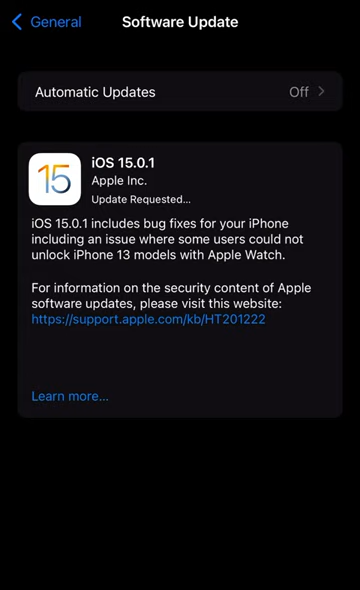 General
Software Update
Automatic Updates
Off
15
iOS 15.0.1
Apple Inc.
Update Requested...
iOS 15.0.1 includes bug fixes for your iPhone
including an issue where some users could not
unlock iPhone 13 models with Apple Watch.
For information on the security content of Apple
software updates, please visit this website:
https://support.apple.com/kb/HT201222
Learn more...